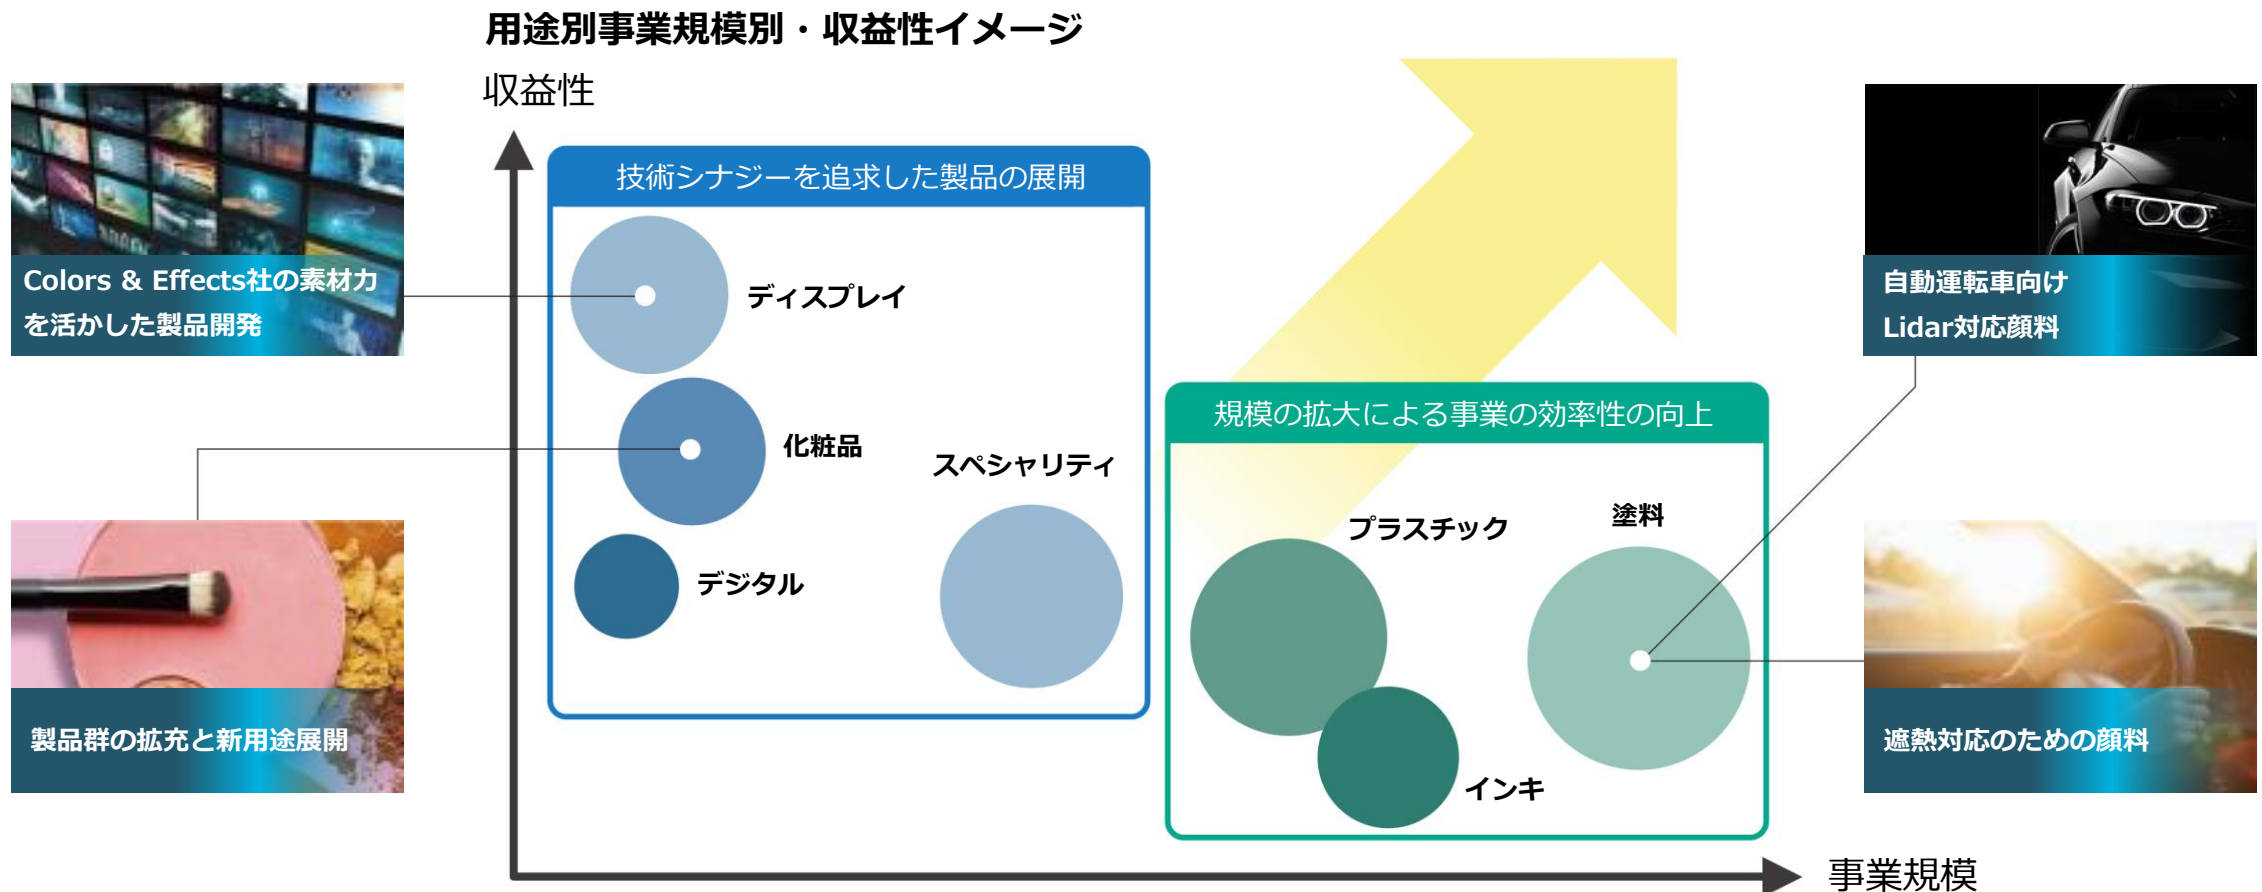 用途別事業規模別・収益性イメージ
収益性
技術シナジーを追求した製品の展開
Colors & Effects社の素材力
を活かした製品開発
ディスプレイ
自動運転車向け
Lidar対応顔料
規模の拡大による事業の効率性の向上
化粧品
スペシャリティ
プラスチック
塗料
デジタル
製品群の拡充と新用途展開
遮熱対応のための顔料
インキ
事業規模